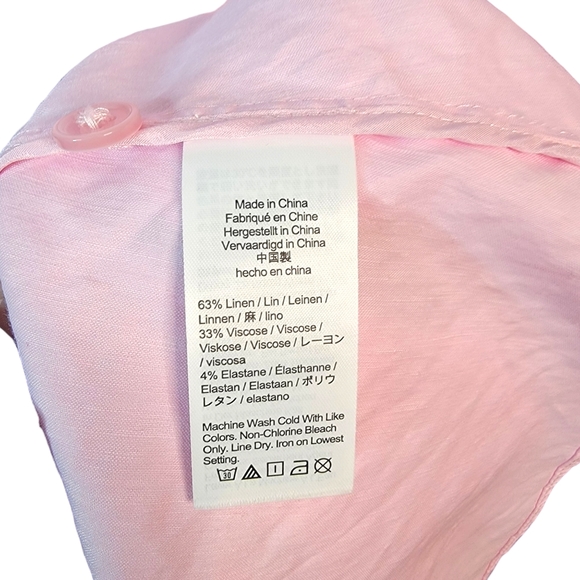 Made in China
Fabriqué en Chine
Hergestellt in China
Vervaardigd in China
中国製
hecho en china
63% Linen / Lin / Leinen /
Linnen / 麻 / lino
33% Viscose / Viscose /
Viskose / Viscose / レーヨン
/ viscosa
4% Elastane / Élasthanne /
Elastan / Elastaan / ポリウ
レタン / elastano
Machine Wash Cold With Like
Colors. Non-Chlorine Bleach
Only. Line Dry. Iron on Lowest
Setting.
30